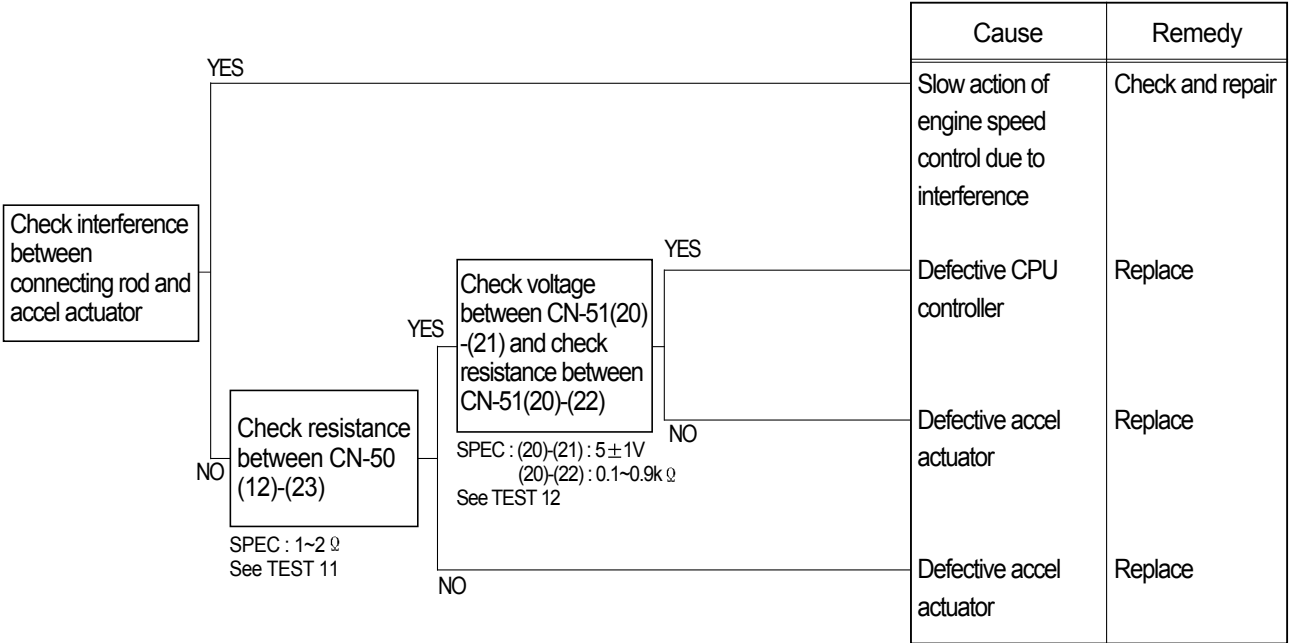 Cause
Remedy
YES
Slow action of
engine speed
control due to
interference
Check and repair
Check interference
between
connecting rod and
accel actuator
YES
Check voltage
between CN-51(20)
-(21) and check
resistance between
CN-51(20)-(22)
SPEC : (20)-(21) : 5±1V
(20)-(22) : 0.1~0.9k Ω
See TEST 12
YES
Defective CPU
controller
Replace
NO
Defective accel
actuator
Replace
NO
Check resistance
between CN-50
(12)-(23)
SPEC : 1~2 Ω
See TEST 11
NO
Defective accel
actuator
Replace